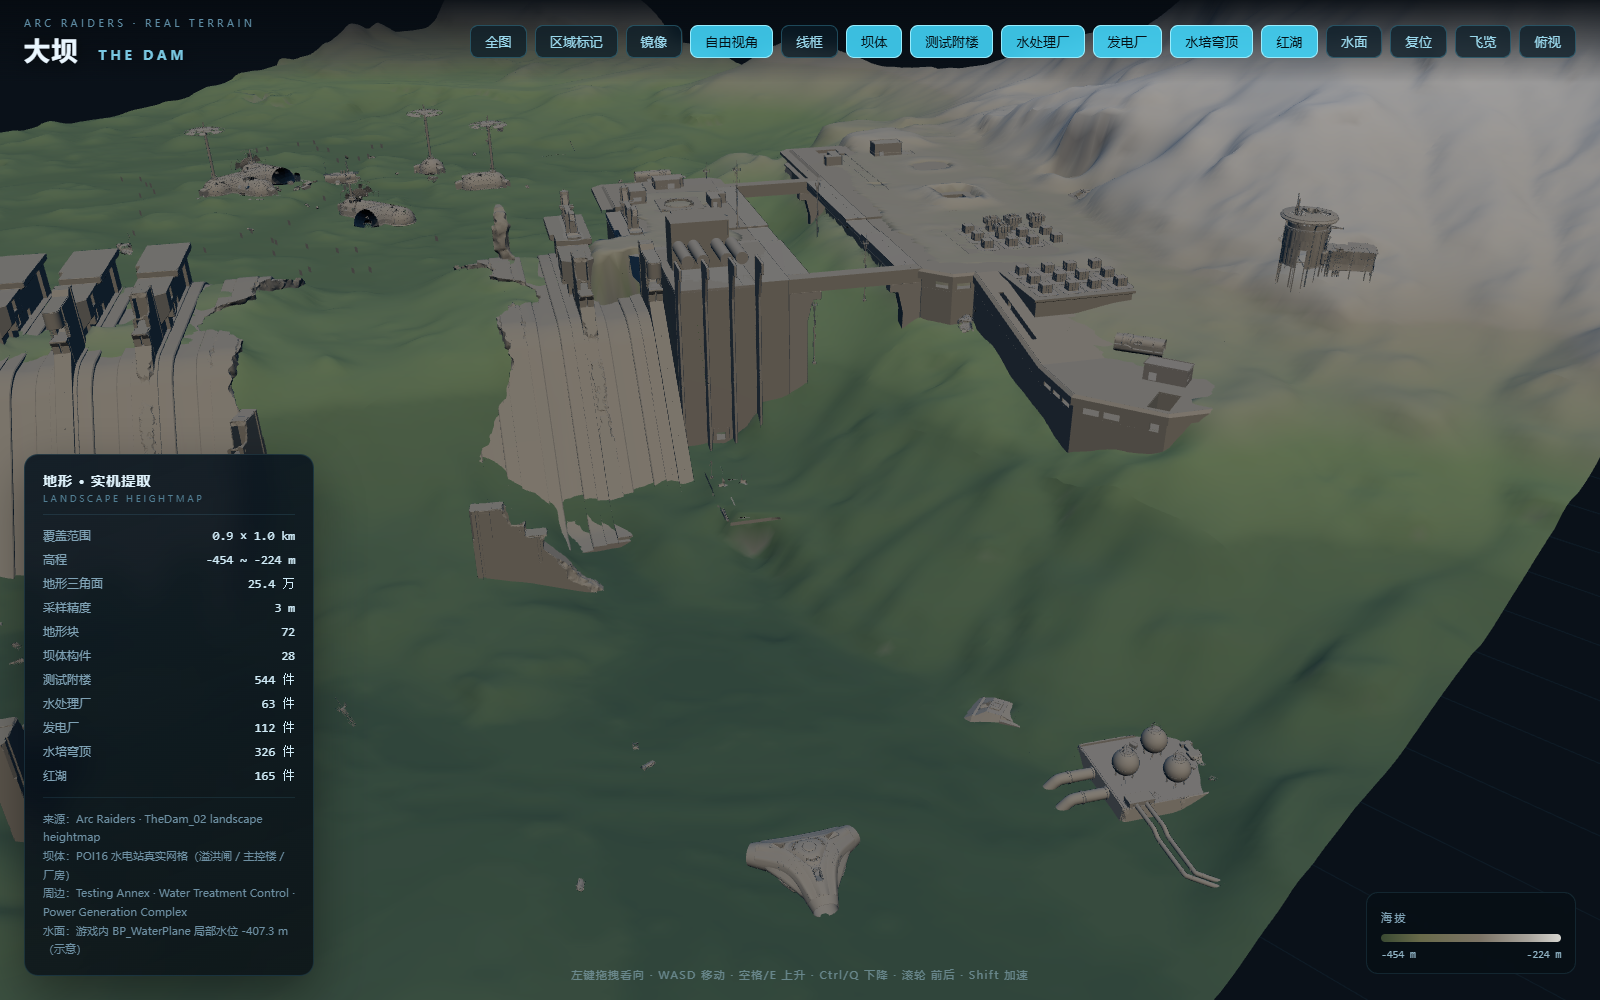 ARC RAIDERS · REAL TERRAIN
大坝 THE DAM
全图 区域标记 镜像 自由视角 线框 坝体 测试附楼 水处理厂 发电厂 水培穹顶 红湖 水面 复位 飞览 俯视
地形 • 实机提取
LANDSCAPE HEIGHTMAP
覆盖范围 0.9 × 1.0 km
高程 -454 ~ -224 m
地形三角面 25.4 万
采样精度 3 m
地形块 72
坝体构件 28
测试附楼 544 件
水处理厂 63 件
发电厂 112 件
水培穹顶 326 件
红湖 165 件
来源：Arc Raiders · TheDam_02 landscape
heightmap
坝体：POI16 水电站真实网格（溢洪闸 / 主控楼 /
厂房）
周边：Testing Annex · Water Treatment Control ·
Power Generation Complex
水面：游戏内 BP_WaterPlane 局部水位 -407.3 m
（示意）
左键拖拽看向 · WASD 移动 · 空格/E 上升 · Ctrl/Q 下降 · 滚轮 前后 · Shift 加速
海拔
-454 m -224 m